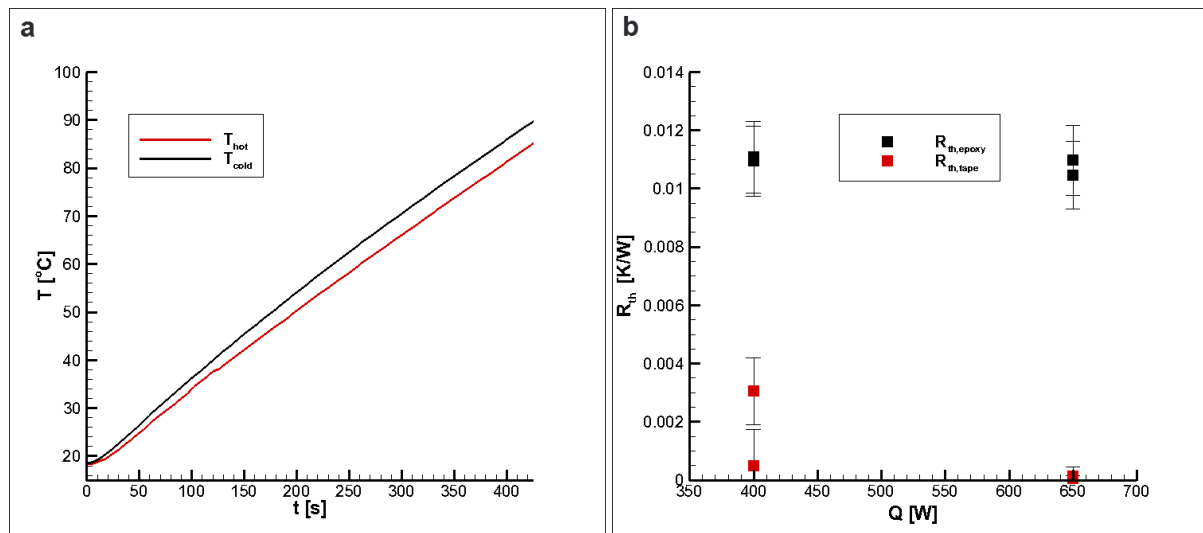 a
T [°C]
100
90
80
70
60
50
40
30
20
T_hot
T_cold
0 50 100 150 200 250 300 350 400
t [s]
b
R_th [K/W]
0.014
0.012
0.01
0.008
0.006
0.004
0.002
0
R_th,epoxy
R_th,tape
350 400 450 500 550 600 650 700
Q [W]